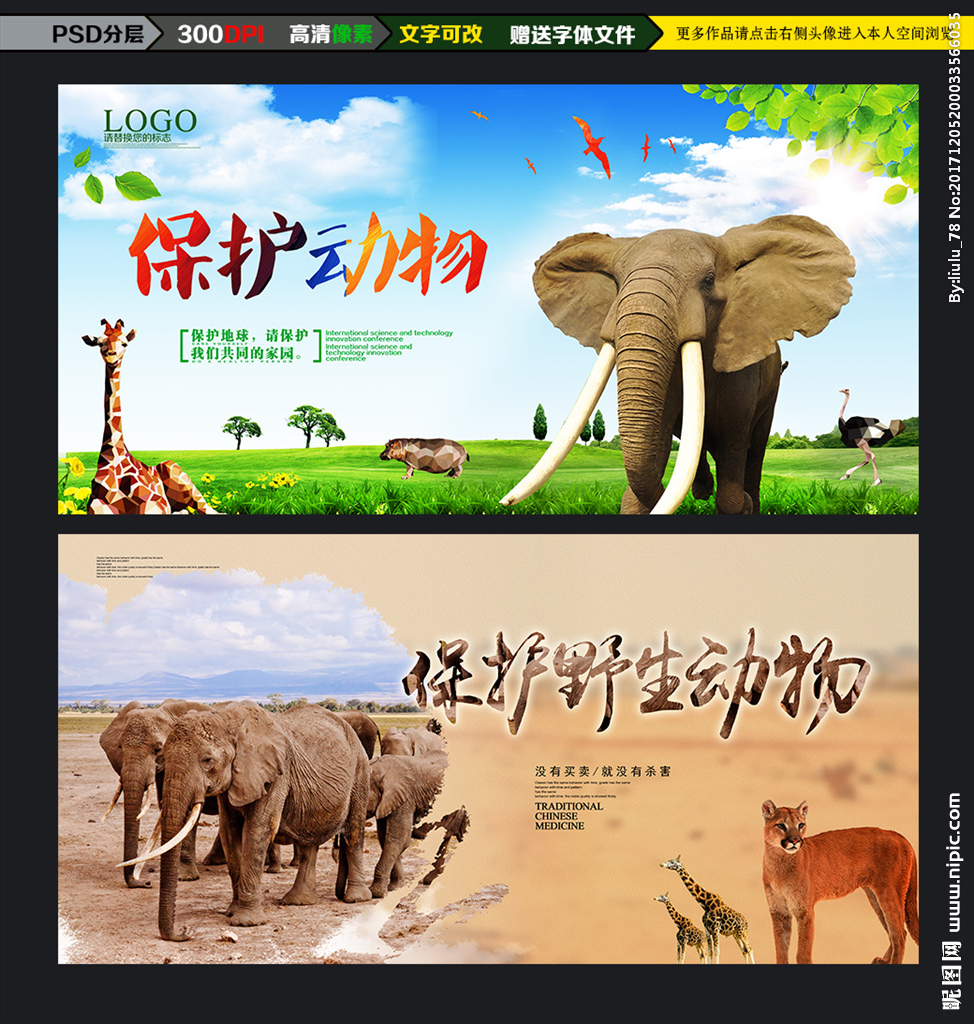 PSD分层 300DPI 高清像素 文字可改 赠送字体文件 更多作品请点击右侧头像进入本人空间浏览
LOGO
请替换您的标志
保护动物
保护地球，请保护
我们共同的家园。
International science and technology
innovation conference
International science and
technology innovation
conference
保护野生动物
没有买卖/就没有杀害
TRADITIONAL
CHINESE
MEDICINE
By:liulu_78 No:20171205200033566035
昵图网 www.nipic.com